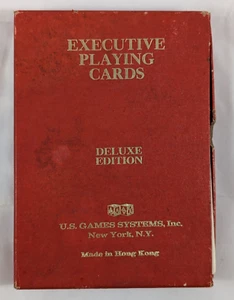 EXECUTIVE
PLAYING
CARDS
DELUXE
EDITION
U.S. GAMES SYSTEMS, Inc.
New York, N.Y.
Made in Hong Kong